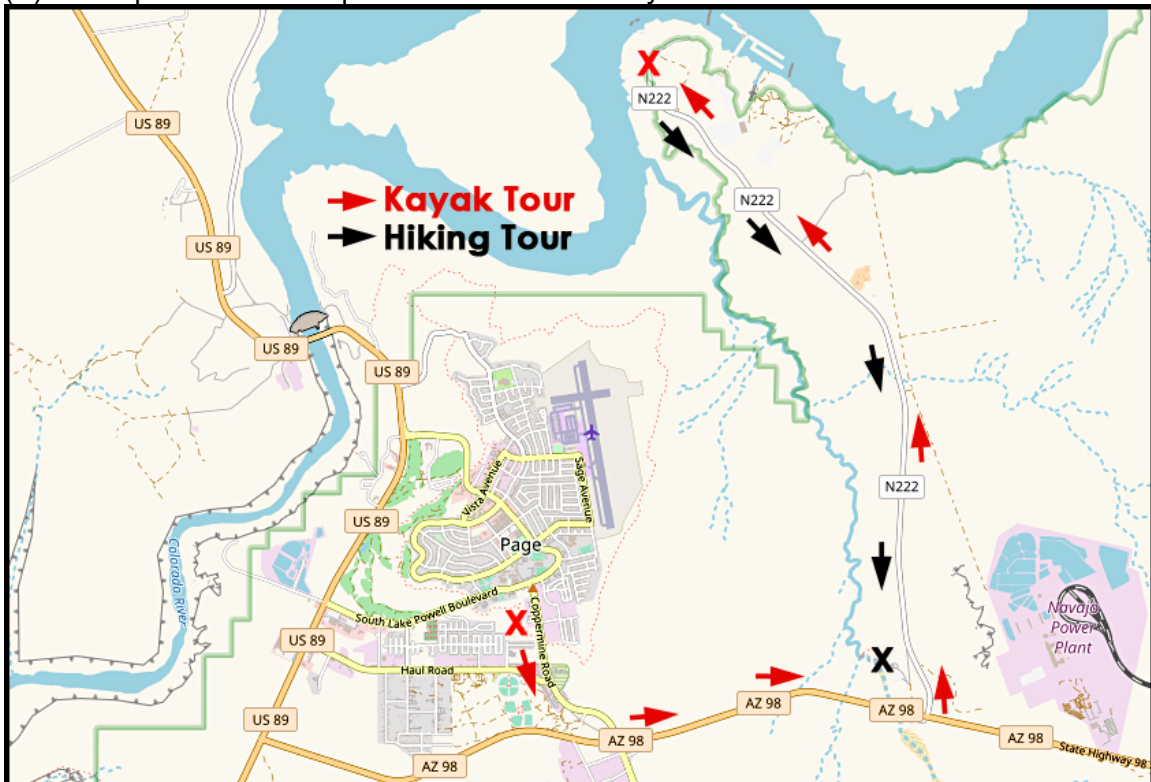 X
N222
US 89
N222
Kayak Tour
US 89
Hiking Tour
US 89
US 89
Vista Avenue
Sage Avenue
N222
US 89
Page
Colorado River
South Lake Powell Boulevard
Coppermine Road
Navajo
Power
Plant
X
US 89
X
Haul Road
US 89
AZ 98
AZ 98
AZ 98
AZ 98
State Highway 98
AZ 98